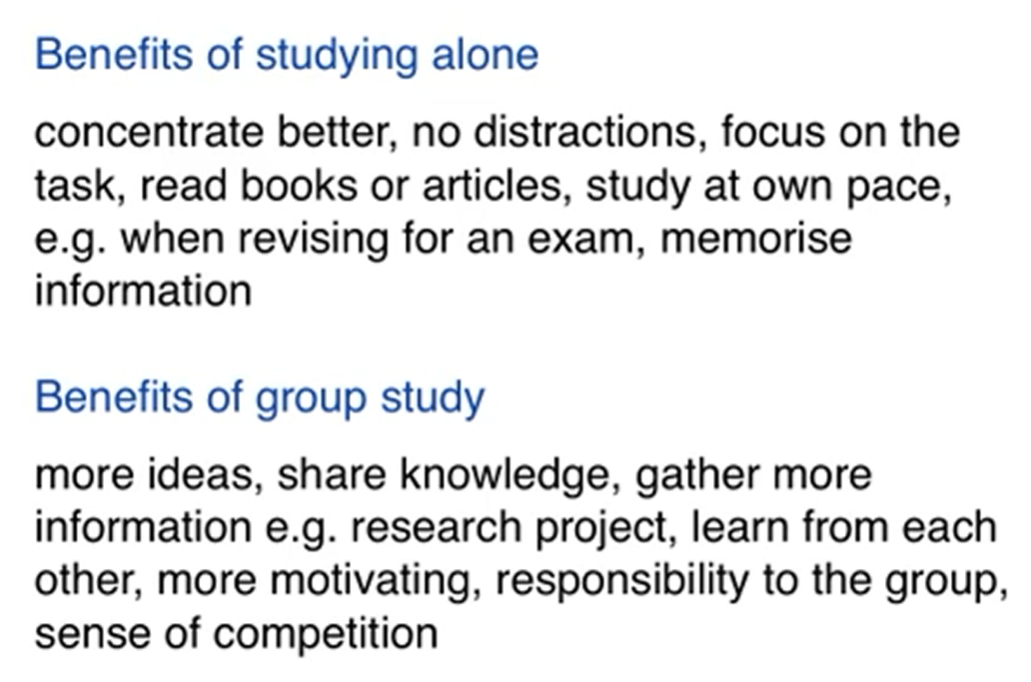 Benefits of studying alone
concentrate better, no distractions, focus on the
task, read books or articles, study at own pace,
e.g. when revising for an exam, memorise
information
Benefits of group study
more ideas, share knowledge, gather more
information e.g. research project, learn from each
other, more motivating, responsibility to the group,
sense of competition